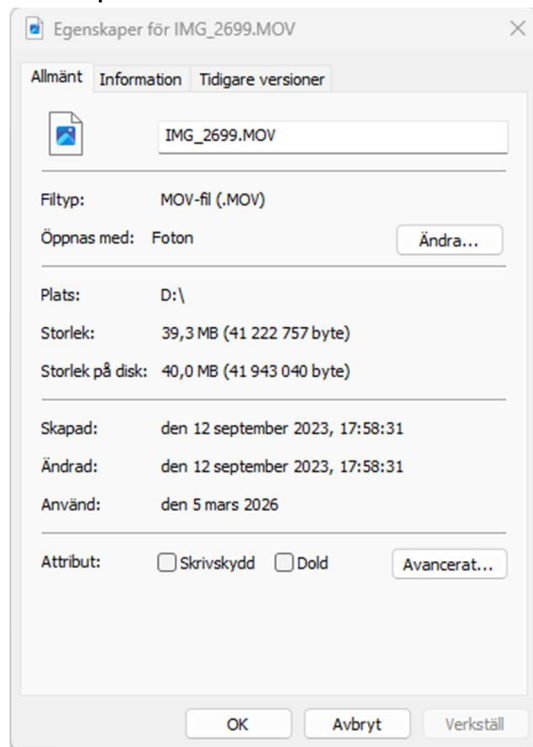 Egenskaper för IMG_2699.MOV
Allmänt Information Tidigare versioner
IMG_2699.MOV
Filtyp: MOV-fil (.MOV)
Öppnas med: Foton Ändra...
Plats: D:\
Storlek: 39,3 MB (41 222 757 byte)
Storlek på disk: 40,0 MB (41 943 040 byte)
Skapad: den 12 september 2023, 17:58:31
Ändrad: den 12 september 2023, 17:58:31
Använd: den 5 mars 2026
Attribut: Skrivskydd Dold Avancerat...
OK Avbryt Verkställ